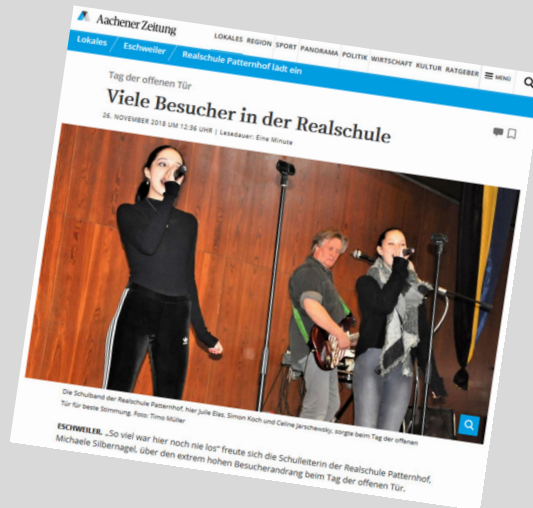 Aachener Zeitung
LOKALES REGION SPORT PANORAMA POLITIK WIRTSCHAFT KULTUR RATGEBER MENÜ
Lokales / Eschweiler / Realschule Patternhof lädt ein
Tag der offenen Tür
Viele Besucher in der Realschule
26. NOVEMBER 2018 UM 12:36 UHR | Lesedauer: Eine Minute
Die Schulband der Realschule Patternhof, hier Julie Elas, Simon Koch und Celine Jarschewsky, sorgte beim Tag der offenen
Tür für beste Stimmung. Foto: Timo Müller
ESCHWEILER. „So viel war hier noch nie los“ freute sich die Schulleiterin der Realschule Patternhof,
Michaele Silbernagel, über den extrem hohen Besucherandrang beim Tag der offenen Tür.